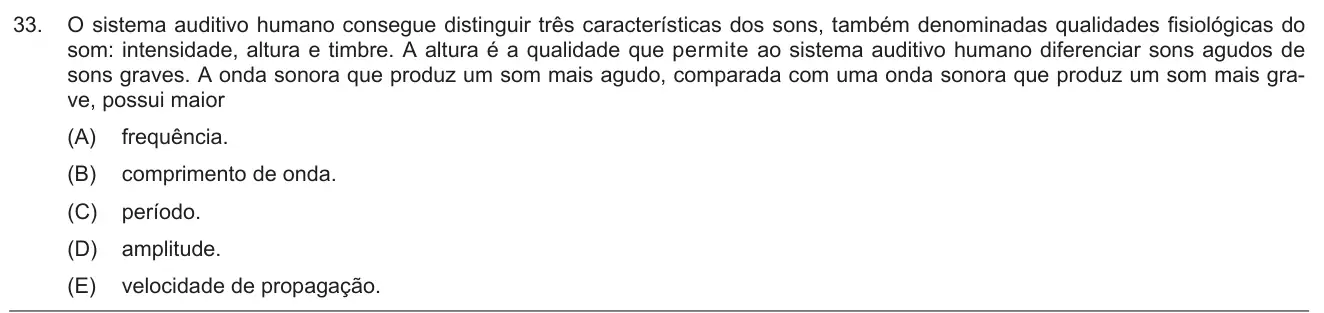 33. O sistema auditivo humano consegue distinguir três características dos sons, também denominadas qualidades fisiológicas do
som: intensidade, altura e timbre. A altura é a qualidade que permite ao sistema auditivo humano diferenciar sons agudos de
sons graves. A onda sonora que produz um som mais agudo, comparada com uma onda sonora que produz um som mais gra-
ve, possui maior
(A) frequência.
(B) comprimento de onda.
(C) período.
(D) amplitude.
(E) velocidade de propagação.